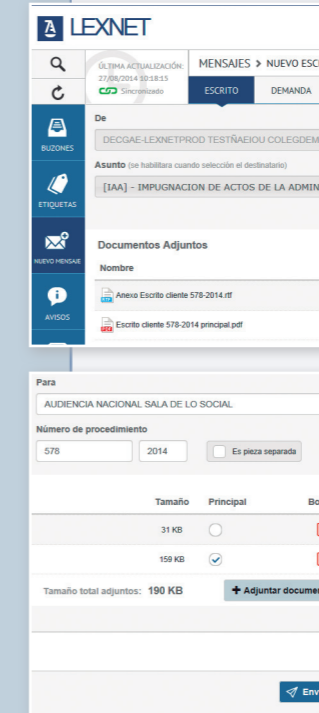 LEXNET
ÚLTIMA ACTUALIZACIÓN:
27/08/2014 10:18:15
Sincronizado
MENSAJES > NUEVO ESC
ESCRITO DEMANDA
BUZONES
ETIQUETAS
NUEVO MENSAJE
AVISOS
De
DECGAE-LEXNETPROD TESTÑAEIOU COLEGDEM
Asunto (se habilitara cuando selección el destinatario)
[IAA] - IMPUGNACION DE ACTOS DE LA ADMIN
Documentos Adjuntos
Nombre
Anexo Escrito cliente 578-2014.rtf
Escrito cliente 578-2014 principal.pdf
Para
AUDIENCIA NACIONAL SALA DE LO SOCIAL
Número de procedimiento
578 2014 Es pieza separada
Tamaño Principal Bo
31 KB
159 KB
Tamaño total adjuntos: 190 KB + Adjuntar documen
Env